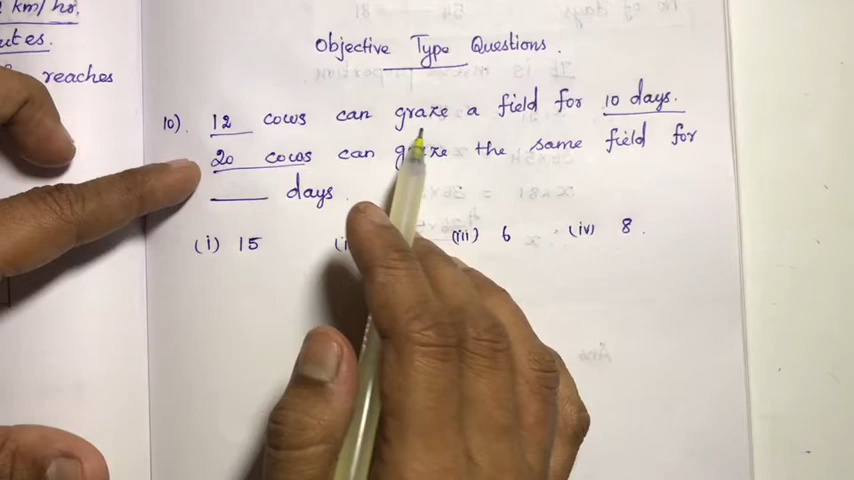 km/hr.
utes.
reaches
Objective Type Questions.
10). 12 cows can graze a field for 10 days.
20 cows can graze the same field for
____ days.
(i) 15 (iii) 6 (iv) 8.